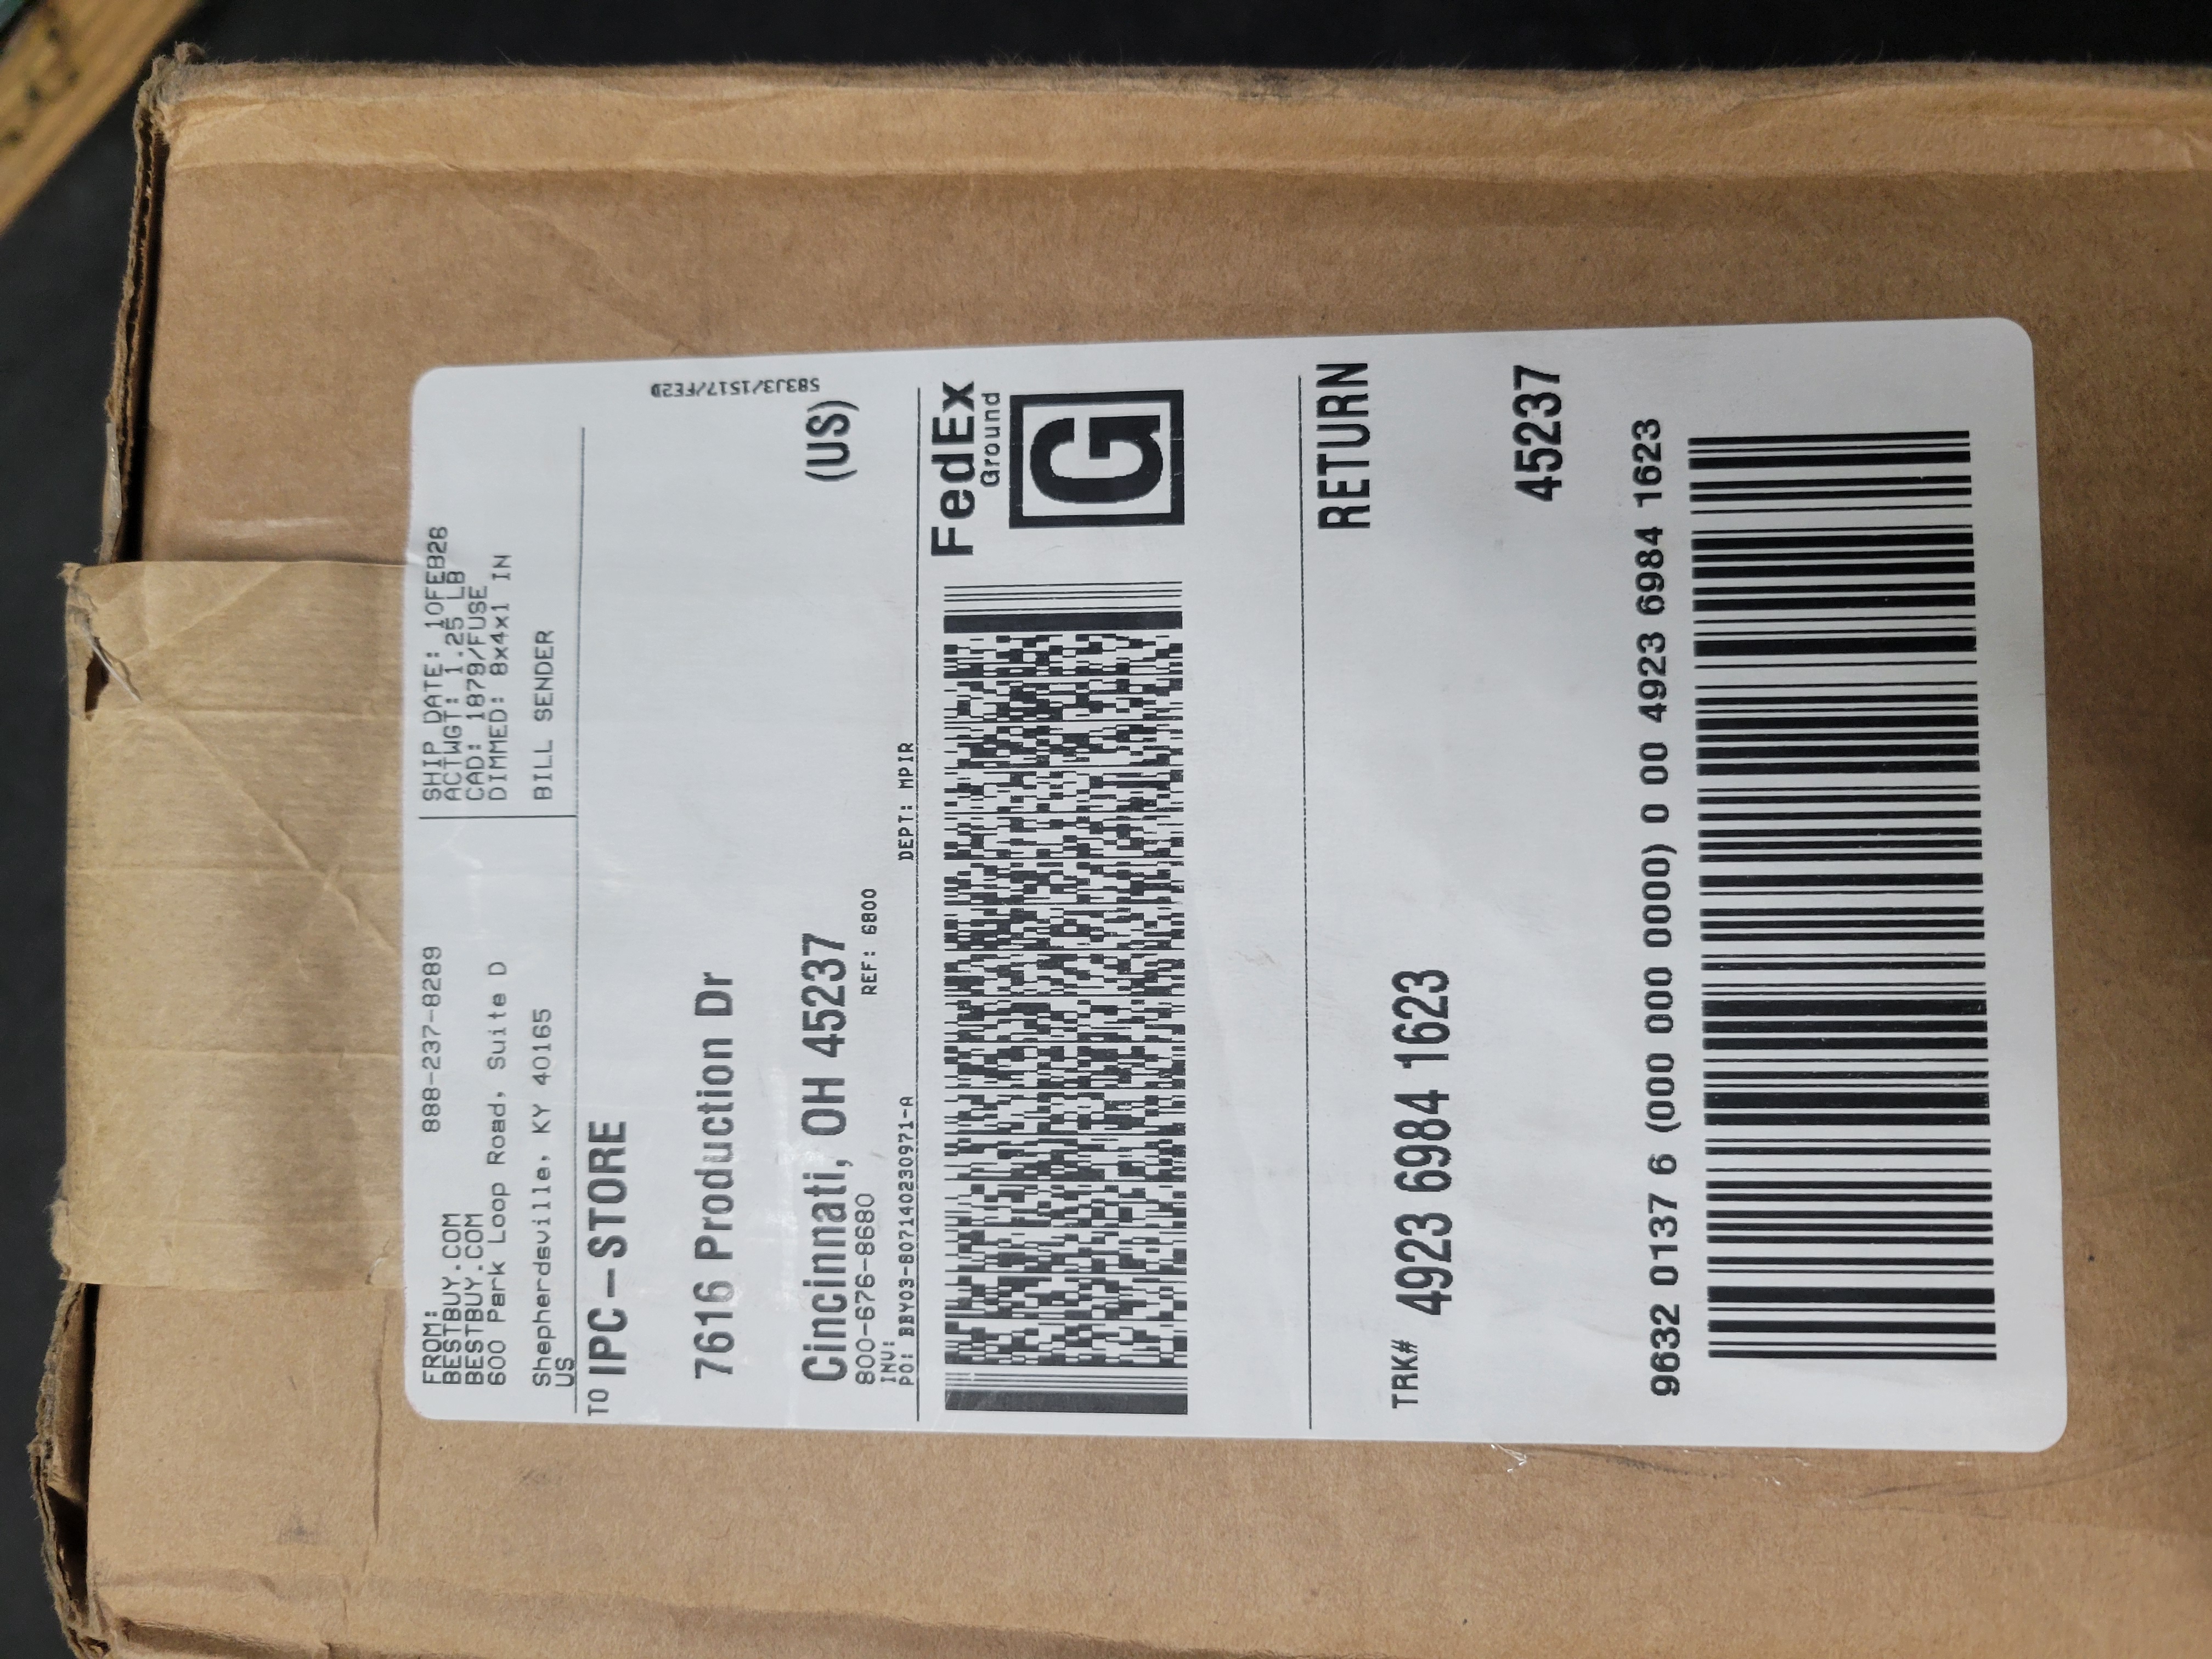 FROM:
888-237-8289
BESTBUY.COM
BESTBUY.COM
600 Park Loop Road, Suite D
Shepherdsville, KY 40165
US
SHIP DATE: 10FEB26
ACTWGT: 1.25 LB
CAD: 1879/FUSE
DIMMED: 8x4x1 IN
BILL SENDER
TO IPC-STORE
7616 Production Dr
Cincinnati, OH 45237
(US)
583J3/1517/FE2D
800-676-8680
REF: 6800
INV:
PO: BBY03-807140230971-A
DEPT: MPIR
FedEx
Ground
G
RETURN
TRK# 4923 6984 1623
45237
9632 0137 6 (000 000 0000) 0 00 4923 6984 1623